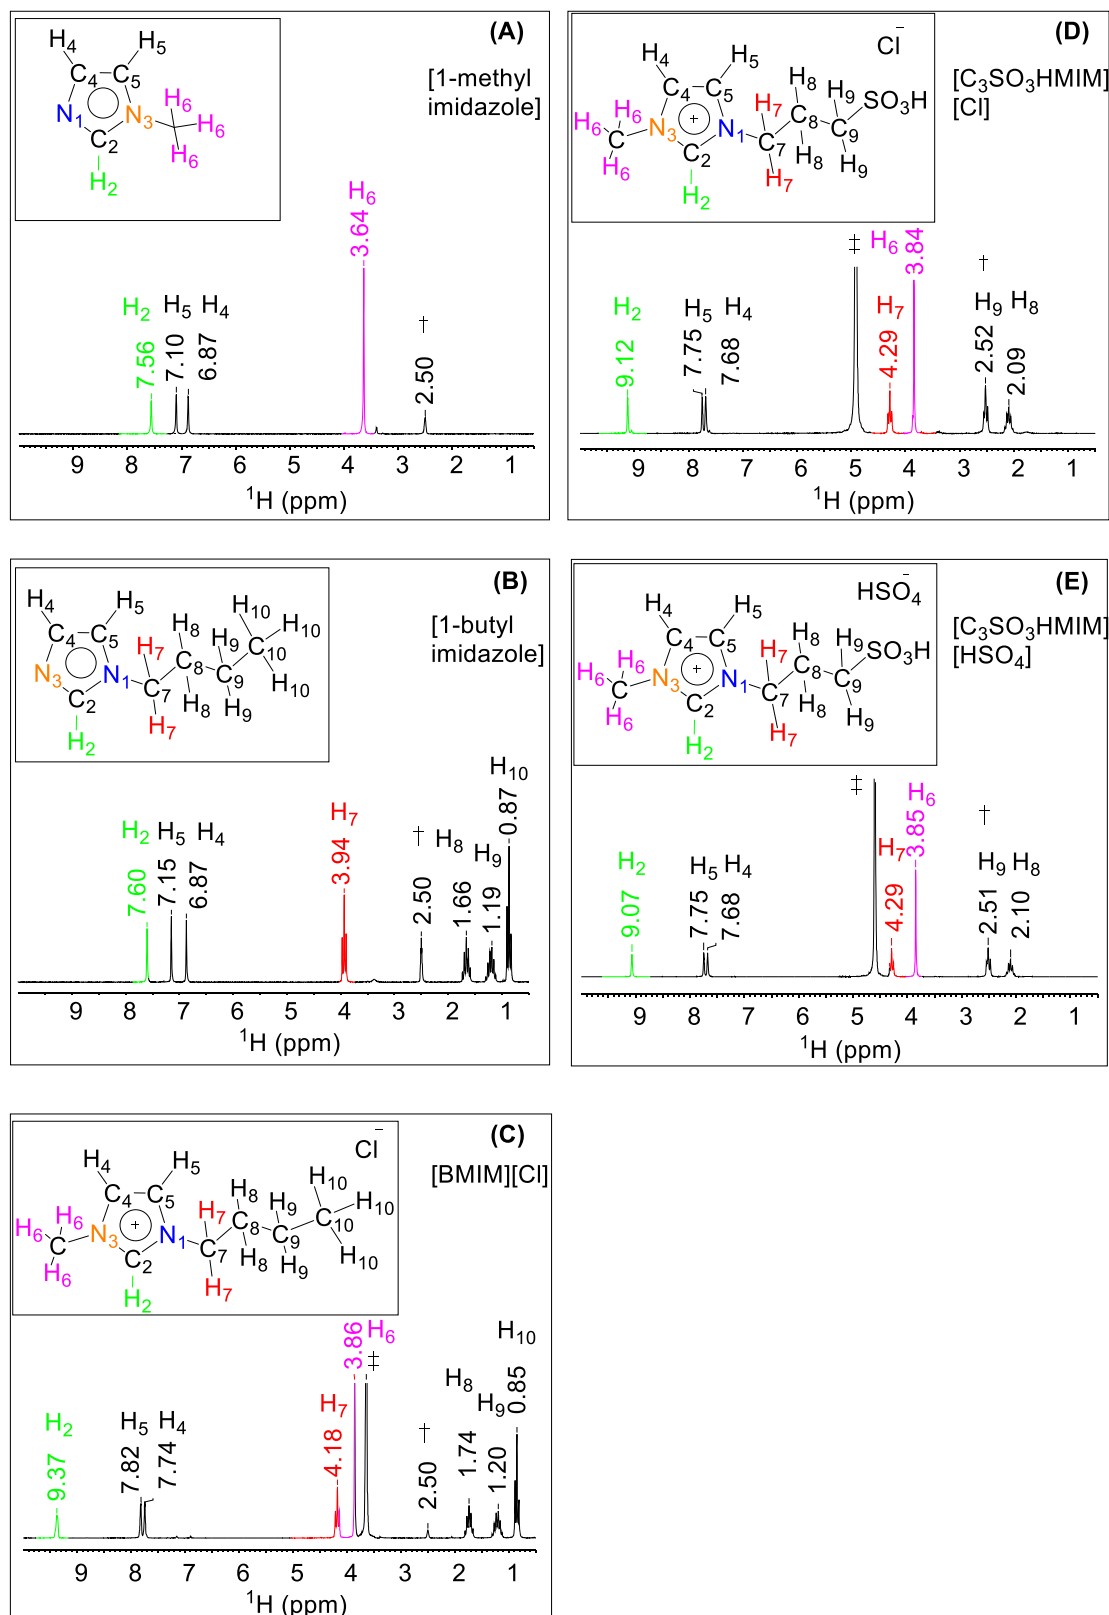 (A)
[1-methyl
imidazole]
H4 H5
C4 C5
N1 N3 C H6
H6
H6
C2
H2
H2 H5 H4 H6 †
7.56 7.10 6.87 3.64 2.50
9 8 7 6 5 4 3 2 1
1H (ppm)
(B)
[1-butyl
imidazole]
H4 H5 H8 H9 H10 H10
C4 C5 H7 C8 C10
N3 N1 C7 C9 H10
C2 H8 H9
H2 H7
H2 H5 H4 H7 † H8 H9 H10
7.60 7.15 6.87 3.94 2.50 1.66 1.19 0.87
8 7 6 5 4 3 2 1
1H (ppm)
(C)
[BMIM][Cl]
Cl−
H4 H5 H8 H9 H10 H10
H6 H6 C4 C5 H7 C8 C10
C N3 + N1 C7 C9 H10
H6 C2 H8 H9
H2 H7
H2 H5 H4 H7 H6 ‡ † H8 H9 H10
9.37 7.82 7.74 4.18 3.86 2.50 1.74 1.20 0.85
9 8 7 6 5 4 3 2 1
1H (ppm)
(D)
[C3SO3HMIM]
[Cl]
Cl−
H4 H5 H8 H9 SO3H
H6 H6 C4 C5 H7 C8 C9
C N3 + N1 C7 H8 H9
H6 C2
H2 H7
H2 H5 H4 ‡ H7 H6 † H9 H8
9.12 7.75 7.68 4.29 3.84 2.52 2.09
9 8 7 6 5 4 3 2 1
1H (ppm)
(E)
[C3SO3HMIM]
[HSO4]
HSO4−
H4 H5 H8 H9 SO3H
H6 H6 C4 C5 H7 C8 C9
C N3 + N1 C7 H8 H9
H6 C2
H2 H7
H2 H5 H4 ‡ H7 H6 † H9 H8
9.07 7.75 7.68 4.29 3.85 2.51 2.10
9 8 7 6 5 4 3 2 1
1H (ppm)